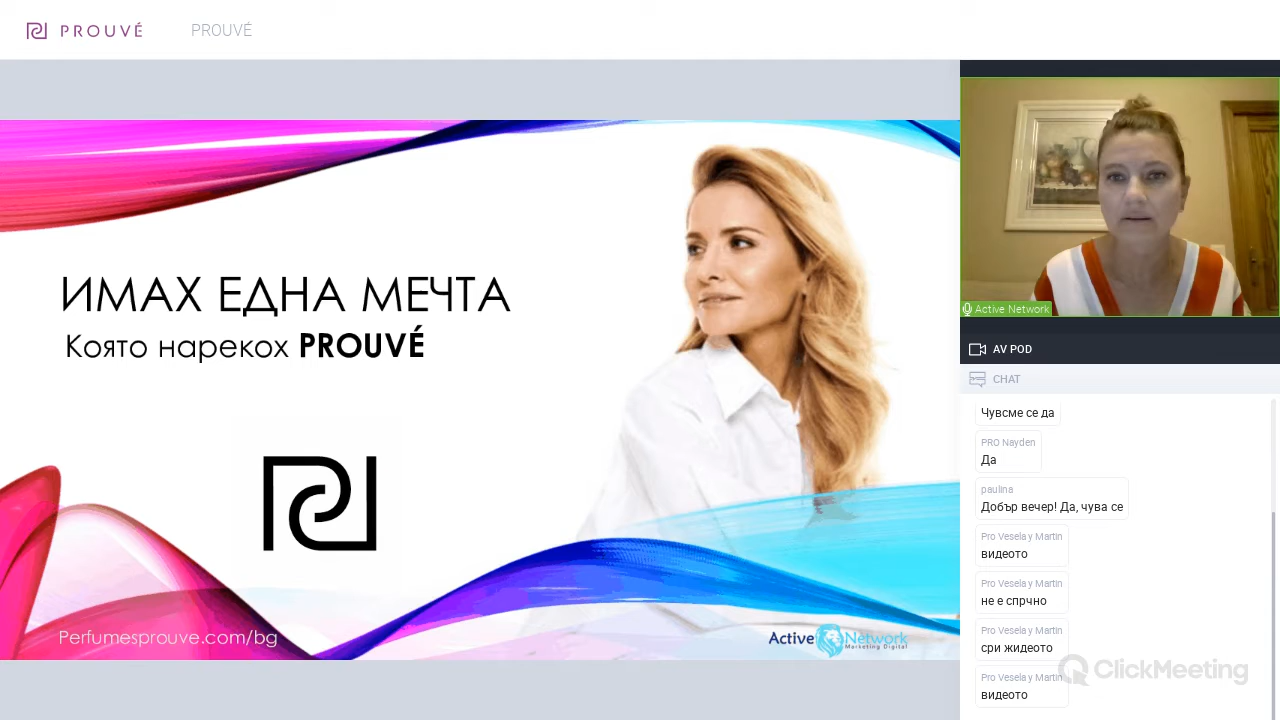 PROUVÉ
PROUVÉ
ИМАХ ЕДНА МЕЧТА
Която нарекох PROUVÉ
Perfumesprouve.com/bg
Active Network
Marketing Digital
Active Network
AV POD
CHAT
Чувсме се да
PRO Nayden
Да
paulina
Добър вечер! Да, чува се
Pro Vesela y Martin
видеото
Pro Vesela y Martin
не е спрчно
Pro Vesela y Martin
сри жидеото
Pro Vesela y Martin
видеото
ClickMeeting